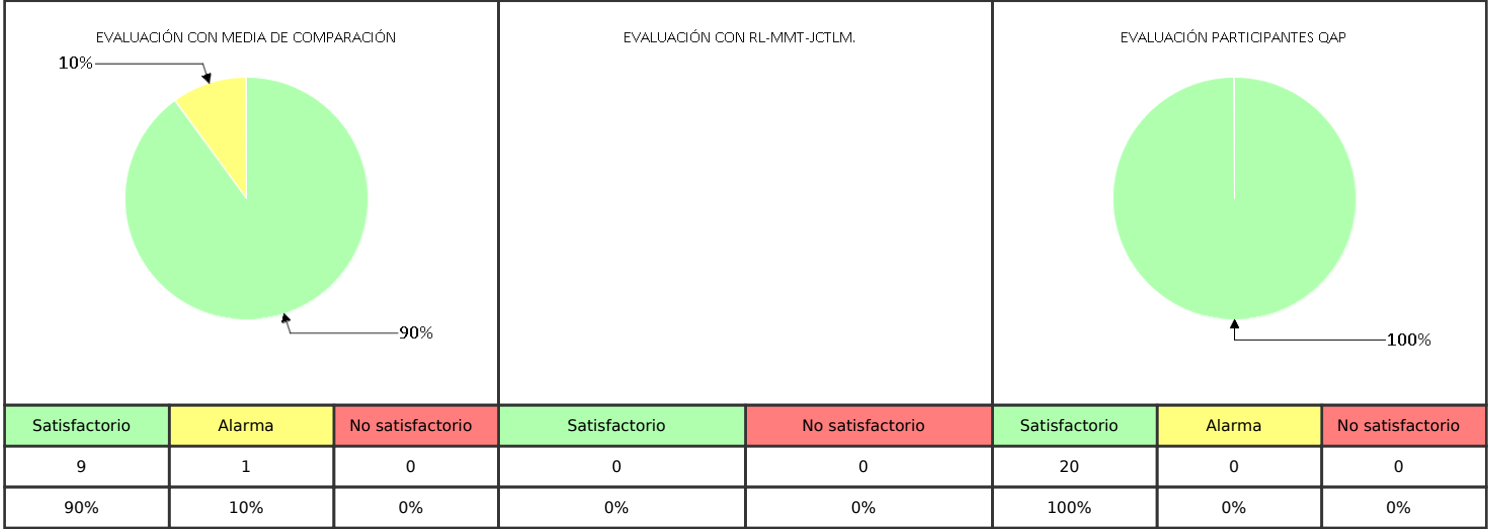 EVALUACIÓN CON MEDIA DE COMPARACIÓN
10%
90%
EVALUACIÓN CON RL-MMT-JCTLM.
EVALUACIÓN PARTICIPANTES QAP
100%
Satisfactorio Alarma No satisfactorio Satisfactorio No satisfactorio Satisfactorio Alarma No satisfactorio
9 1 0 0 0 20 0 0
90% 10% 0% 0% 0% 100% 0% 0%